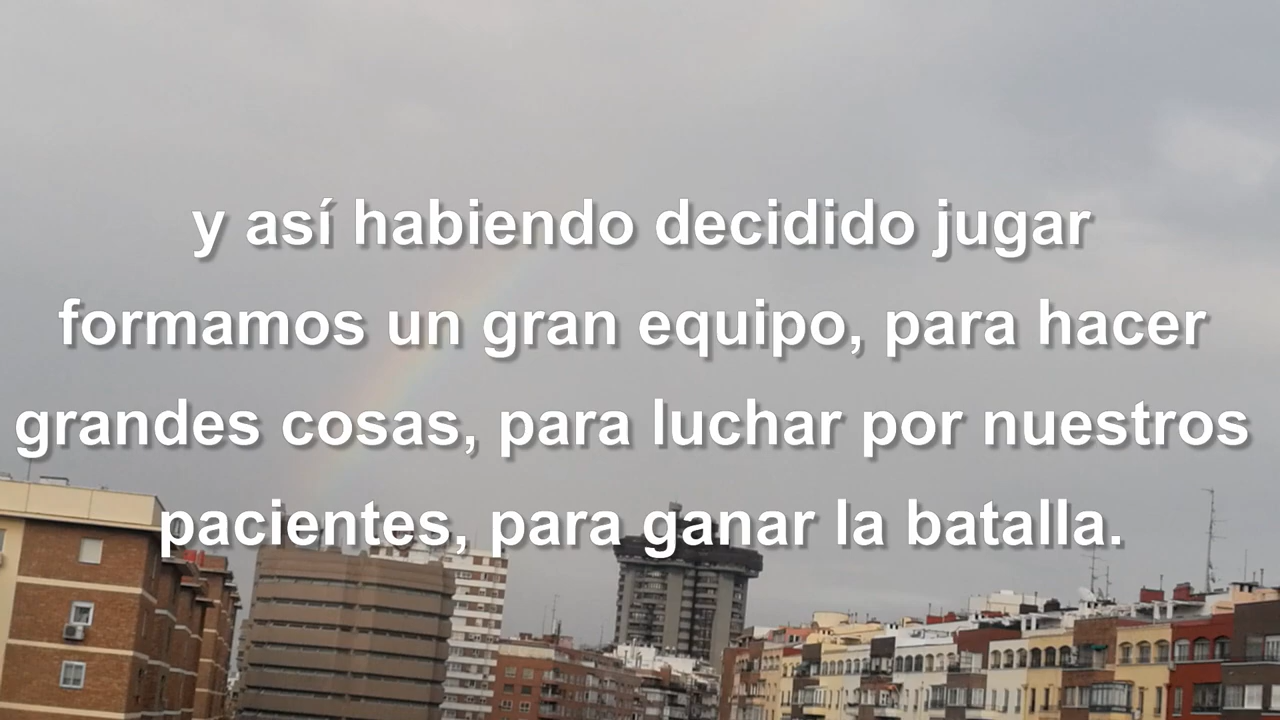 y así habiendo decidido jugar
formamos un gran equipo, para hacer
grandes cosas, para luchar por nuestros
pacientes, para ganar la batalla.